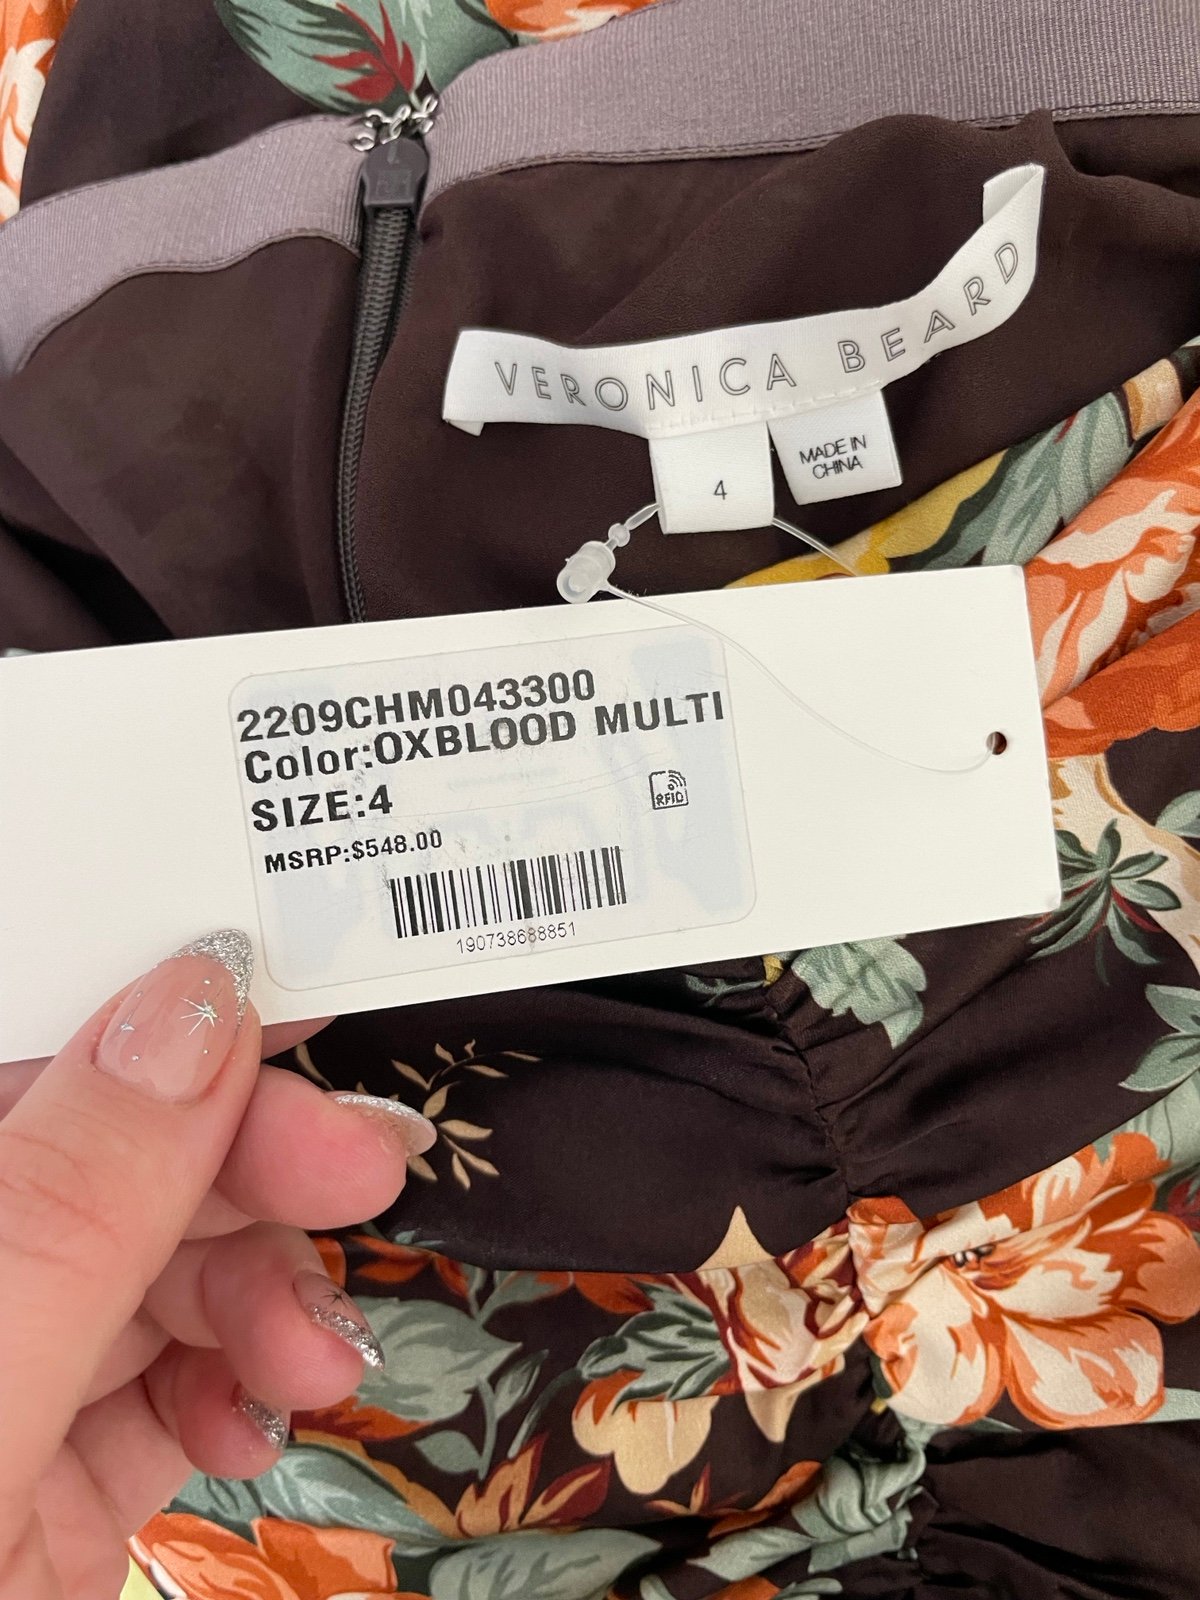 VERONICA BEARD
4
MADE IN
CHINA
2209CHM043300
Color:OXBLOOD MULTI
SIZE:4
RFID
MSRP:$548.00
190738688851